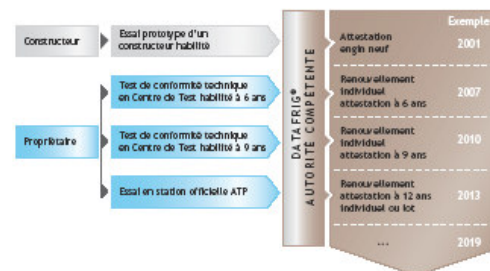 Exemple
Constructeur
Essai prototype d'un
constructeur habilité
Attestation
engin neuf
2001
Test de conformité technique
en Centre de Test habilité à 6 ans
Renouvellement
individuel
attestation à 6 ans
2007
Propriétaire
Test de conformité technique
en Centre de Test habilité à 9 ans
Renouvellement
individuel
attestation à 9 ans
2010
Essai en station officielle ATP
Renouvellement
attestation à 12 ans
individuel ou lot
2013
...
2019
DATAFRIG®
AUTORITÉ COMPÉTENTE